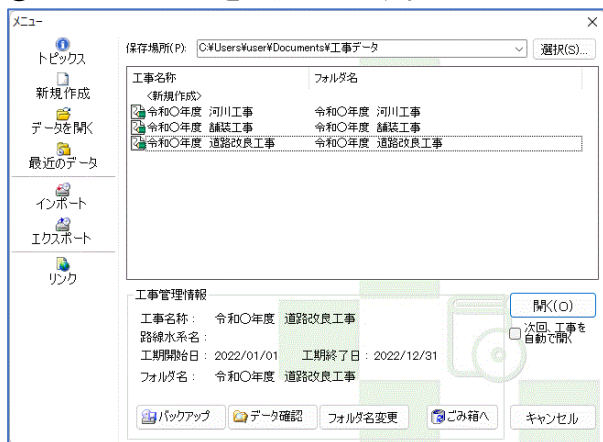 メニュー
トピックス
新規作成
データを開く
最近のデータ
インポート
エクスポート
リンク
保存場所(P): C:¥Users¥user¥Documents¥工事データ 選択(S)...
工事名称 フォルダ名
<新規作成>
令和〇年度 河川工事 令和〇年度 河川工事
令和〇年度 舗装工事 令和〇年度 舗装工事
令和〇年度 道路改良工事 令和〇年度 道路改良工事
工事管理情報
工事名称: 令和〇年度 道路改良工事
路線水系名:
工期開始日: 2022/01/01 工期終了日: 2022/12/31
フォルダ名: 令和〇年度 道路改良工事
バックアップ データ確認 フォルダ名変更 ごみ箱へ
開く(O)
次回、工事を
自動で開く
キャンセル